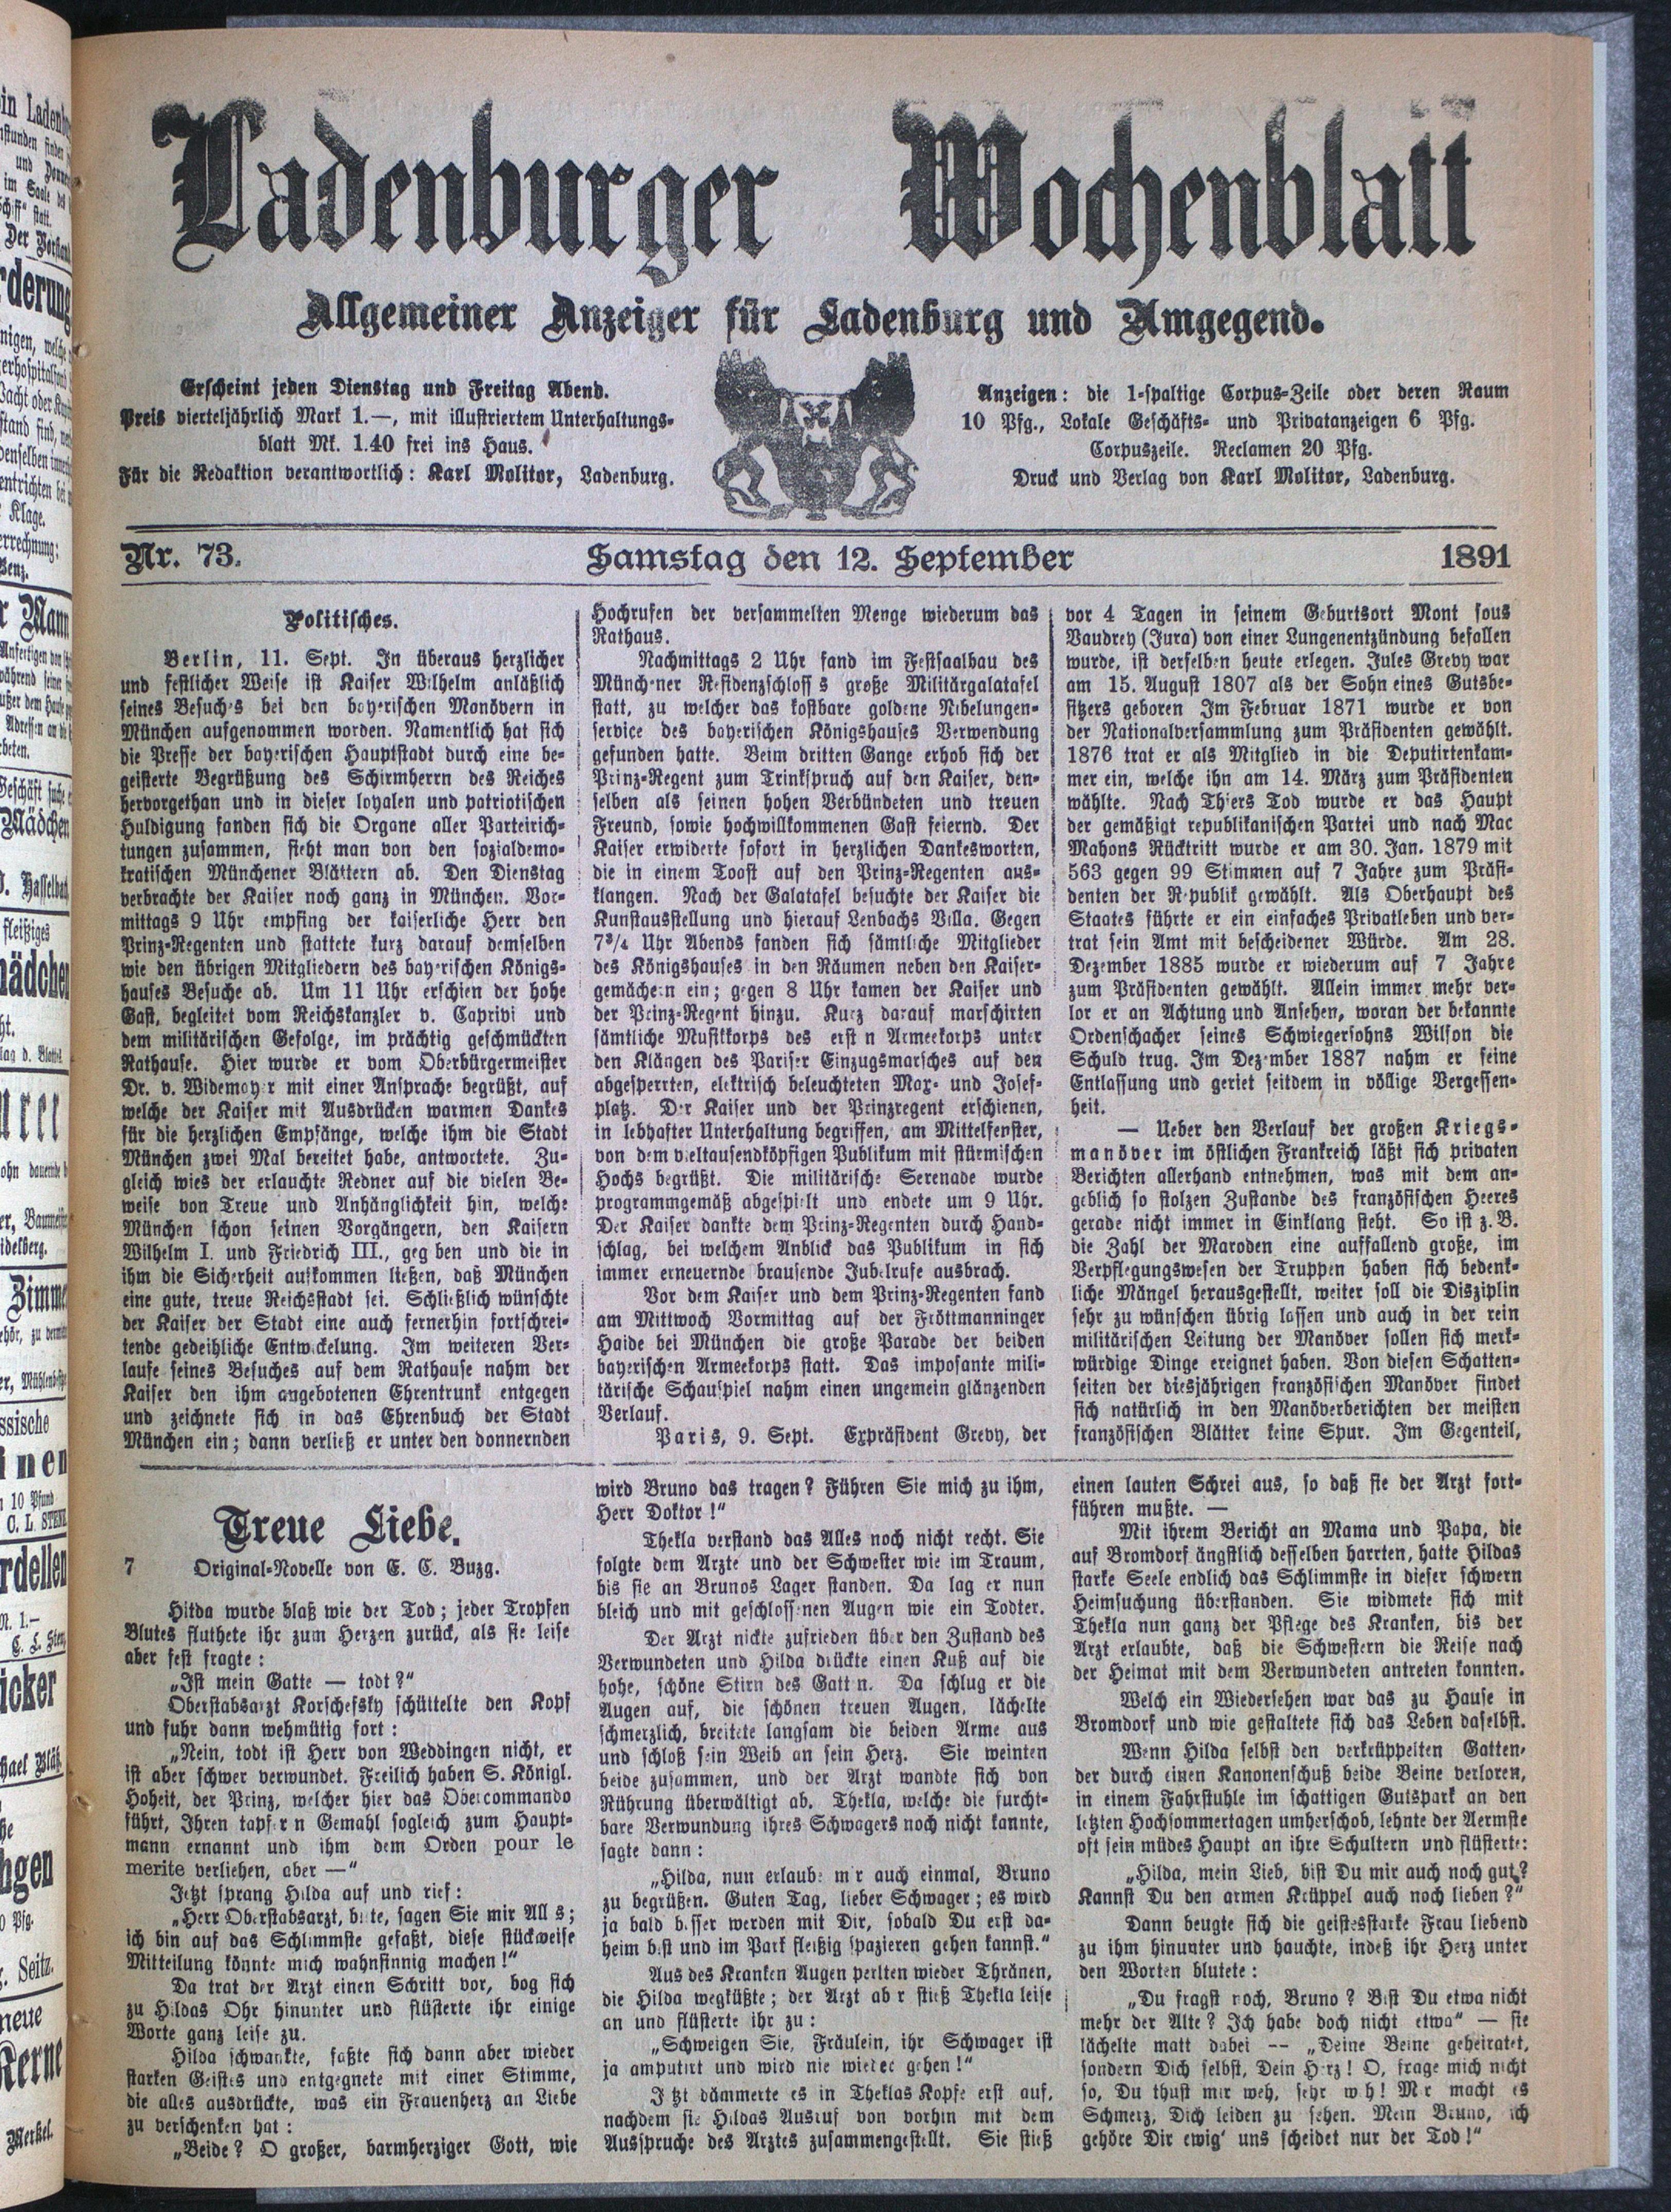 Ladenburger Wochenblatt
Allgemeiner Anzeiger für Ladenburg und Umgegend.
Erscheint jeden Dienstag und Freitag Abend.
Preis vierteljährlich Mark 1.—, mit illustriertem Unterhaltungs-
blatt Mk. 1.40 frei ins Haus.
Für die Redaktion verantwortlich: Karl Molitor, Ladenburg.
Anzeigen: die 1-spaltige Corpus-Zeile oder deren Raum
10 Pfg., Lokale Geschäfts- und Privatanzeigen 6 Pfg.
Corpuszeile. Reclamen 20 Pfg.
Druck und Verlag von Karl Molitor, Ladenburg.
Nr. 73. Samstag den 12. September 1891
Politisches.
Berlin, 11. Sept. In überaus herzlicher
und festlicher Weise ist Kaiser Wilhelm anläßlich
seines Besuch's bei den bayerischen Manövern in
München aufgenommen worden. Namentlich hat sich
die Presse der bayerischen Hauptstadt durch eine be-
geisterte Begrüßung des Schirmherrn des Reiches
hervorgethan und in dieser loyalen und patriotischen
Huldigung fanden sich die Organe aller Parteirich-
tungen zusammen, sieht man von den sozialdemo-
kratischen Münchener Blättern ab. Den Dienstag
verbrachte der Kaiser noch ganz in München. Vor-
mittags 9 Uhr empfing der kaiserliche Herr den
Prinz-Regenten und stattete kurz darauf demselben
wie den übrigen Mitgliedern des bayerischen Königs-
hauses Besuche ab. Um 11 Uhr erschien der hohe
Gast, begleitet vom Reichskanzler v. Caprivi und
dem militärischen Gefolge, im prächtig geschmückten
Rathause. Hier wurde er vom Oberbürgermeister
Dr. v. Widemayer mit einer Ansprache begrüßt, auf
welche der Kaiser mit Ausdrücken warmen Dankes
für die herzlichen Empfänge, welche ihm die Stadt
München zwei Mal bereitet habe, antwortete. Zu-
gleich wies der erlauchte Redner auf die vielen Be-
weise von Treue und Anhänglichkeit hin, welche
München schon seinen Vorgängern, den Kaisern
Wilhelm I. und Friedrich III., geg ben und die in
ihm die Sicherheit aufkommen ließen, daß München
eine gute, treue Reichsstadt sei. Schließlich wünschte
der Kaiser der Stadt eine auch fernerhin fortschrei-
tende gedeihliche Entwickelung. Im weiteren Ver-
laufe seines Besuches auf dem Rathause nahm der
Kaiser den ihm angebotenen Ehrentrunk entgegen
und zeichnete sich in das Ehrenbuch der Stadt
München ein; dann verließ er unter den donnernden
Hochrufen der versammelten Menge wiederum das
Rathaus.
Nachmittags 2 Uhr fand im Festsaalbau des
Münchner Residenzschloss s große Militärgalatafel
statt, zu welcher das kostbare goldene Nibelungen-
service des bayerischen Königshauses Verwendung
gefunden hatte. Beim dritten Gange erhob sich der
Prinz-Regent zum Trinkspruch auf den Kaiser, den-
selben als seinen hohen Verbündeten und treuen
Freund, sowie hochwillkommenen Gast feiernd. Der
Kaiser erwiderte sofort in herzlichen Dankesworten,
die in einem Toast auf den Prinz-Regenten aus-
klangen. Nach der Galatafel besuchte der Kaiser die
Kunstausstellung und hierauf Lenbachs Villa. Gegen
7³/₄ Uhr Abends fanden sich sämtliche Mitglieder
des Königshauses in den Räumen neben den Kaiser-
gemächern ein; gegen 8 Uhr kamen der Kaiser und
der Prinz-Regent hinzu. Kurz darauf marschirten
sämtliche Musikkorps des erst n Armeekorps unter
den Klängen des Pariser Einzugsmarsches auf den
abgesperrten, elektrisch beleuchteten Max- und Josef-
platz. Der Kaiser und der Prinzregent erschienen,
in lebhafter Unterhaltung begriffen, am Mittelfenster,
von dem vieltausendköpfigen Publikum mit stürmischen
Hochs begrüßt. Die militärische Serenade wurde
programmgemäß abgespielt und endete um 9 Uhr.
Der Kaiser dankte dem Prinz-Regenten durch Hand-
schlag, bei welchem Anblick das Publikum in sich
immer erneuernde brausende Jubelrufe ausbrach.
Vor dem Kaiser und dem Prinz-Regenten fand
am Mittwoch Vormittag auf der Fröttmanninger
Haide bei München die große Parade der beiden
bayerischen Armeekorps statt. Das imposante mili-
tärische Schauspiel nahm einen ungemein glänzenden
Verlauf.
Paris, 9. Sept. Expräsident Grevy, der
vor 4 Tagen in seinem Geburtsort Mont sous
Vaudrey (Jura) von einer Lungenentzündung befallen
wurde, ist derselben heute erlegen. Jules Grevy war
am 15. August 1807 als der Sohn eines Gutsbe-
sitzers geboren Im Februar 1871 wurde er von
der Nationalversammlung zum Präsidenten gewählt.
1876 trat er als Mitglied in die Deputirtenkam-
mer ein, welche ihn am 14. März zum Präsidenten
wählte. Nach Thiers Tod wurde er das Haupt
der gemäßigt republikanischen Partei und nach Mac
Mahons Rücktritt wurde er am 30. Jan. 1879 mit
563 gegen 99 Stimmen auf 7 Jahre zum Präsi-
denten der Republik gewählt. Als Oberhaupt des
Staates führte er ein einfaches Privatleben und ver-
trat sein Amt mit bescheidener Würde. Am 28.
Dezember 1885 wurde er wiederum auf 7 Jahre
zum Präsidenten gewählt. Allein immer mehr ver-
lor er an Achtung und Ansehen, woran der bekannte
Ordenschacher seines Schwiegersohns Wilson die
Schuld trug. Im Dezember 1887 nahm er seine
Entlassung und geriet seitdem in völlige Vergessen-
heit.
— Ueber den Verlauf der großen Kriegs-
manöver im östlichen Frankreich läßt sich privaten
Berichten allerhand entnehmen, was mit dem an-
geblich so stolzen Zustande des französischen Heeres
gerade nicht immer in Einklang steht. So ist z. B.
die Zahl der Maroden eine auffallend große, im
Verpflegungswesen der Truppen haben sich bedenk-
liche Mängel herausgestellt, weiter soll die Disziplin
sehr zu wünschen übrig lassen und auch in der rein
militärischen Leitung der Manöver sollen sich merk-
würdige Dinge ereignet haben. Von diesen Schatten-
seiten der diesjährigen französischen Manöver findet
sich natürlich in den Manöverberichten der meisten
französischen Blätter keine Spur. Im Gegenteil,
Treue Liebe.
7 Original-Novelle von E. C. Buzg.
Hilda wurde blaß wie der Tod; jeder Tropfen
Blutes fluthete ihr zum Herzen zurück, als sie leise
aber fest fragte:
„Ist mein Gatte — todt?"
Oberstabsarzt Korschefsky schüttelte den Kopf
und fuhr dann wehmütig fort:
„Nein, todt ist Herr von Weddingen nicht, er
ist aber schwer verwundet. Freilich haben S. Königl.
Hoheit, der Prinz, welcher hier das Obercommando
führt, Ihren tapfer n Gemahl sogleich zum Haupt-
mann ernannt und ihm dem Orden pour le
merite verliehen, aber —"
Jetzt sprang Hilda auf und rief:
„Herr Oberstabsarzt, bitte, sagen Sie mir All s;
ich bin auf das Schlimmste gefaßt, diese stückweise
Mitteilung könnte mich wahnsinnig machen!"
Da trat der Arzt einen Schritt vor, bog sich
zu Hildas Ohr hinunter und flüsterte ihr einige
Worte ganz leise zu.
Hilda schwankte, faßte sich dann aber wieder
starken Geistes und entgegnete mit einer Stimme,
die alles ausdrückte, was ein Frauenherz an Liebe
zu verschenken hat:
„Beide? O großer, barmherziger Gott, wie
wird Bruno das tragen? Führen Sie mich zu ihm,
Herr Doktor!"
Thekla verstand das Alles noch nicht recht. Sie
folgte dem Arzte und der Schwester wie im Traum,
bis sie an Brunos Lager standen. Da lag er nun
bleich und mit geschlossenen Augen wie ein Todter.
Der Arzt nickte zufrieden über den Zustand des
Verwundeten und Hilda drückte einen Kuß auf die
hohe, schöne Stirn des Gatt n. Da schlug er die
Augen auf, die schönen treuen Augen, lächelte
schmerzlich, breitete langsam die beiden Arme aus
und schloß sein Weib an sein Herz. Sie weinten
beide zusammen, und der Arzt wandte sich von
Rührung überwältigt ab. Thekla, welche die furcht-
bare Verwundung ihres Schwagers noch nicht kannte,
sagte dann:
„Hilda, nun erlaube mir auch einmal, Bruno
zu begrüßen. Guten Tag, lieber Schwager; es wird
ja bald besser werden mit Dir, sobald Du erst da-
heim bist und im Park fleißig spazieren gehen kannst."
Aus des Kranken Augen perlten wieder Thränen,
die Hilda wegküßte; der Arzt ab r stieß Thekla leise
an und flüsterte ihr zu:
„Schweigen Sie, Fräulein, ihr Schwager ist
ja amputirt und wird nie wieder gehen!"
J tzt dämmerte es in Theklas Kopfe erst auf,
nachdem sie Hildas Ausruf von vorhin mit dem
Ausspruche des Arztes zusammengestellt. Sie stieß
einen lauten Schrei aus, so daß sie der Arzt fort-
führen mußte. —
Mit ihrem Bericht an Mama und Papa, die
auf Bromdorf ängstlich desselben harrten, hatte Hildas
starke Seele endlich das Schlimmste in dieser schwern
Heimsuchung überstanden. Sie widmete sich mit
Thekla nun ganz der Pflege des Kranken, bis der
Arzt erlaubte, daß die Schwestern die Reise nach
der Heimat mit dem Verwundeten antreten konnten.
Welch ein Wiedersehen war das zu Hause in
Bromdorf und wie gestaltete sich das Leben daselbst.
Wenn Hilda selbst den verkrüppelten Gatten,
der durch einen Kanonenschuß beide Beine verloren,
in einem Fahrstuhle im schattigen Gutspark an den
letzten Hochsommertagen umherschob, lehnte der Aermste
oft sein müdes Haupt an ihre Schultern und flüsterte:
„Hilda, mein Lieb, bist Du mir auch noch gut?
Kannst Du den armen Krüppel auch noch lieben?"
Dann beugte sich die geistesstarke Frau liebend
zu ihm hinunter und hauchte, indeß ihr Herz unter
den Worten blutete:
„Du fragst noch, Bruno? Bist Du etwa nicht
mehr der Alte? Ich habe doch nicht etwa" — sie
lächelte matt dabei -- „Deine Beine geheiratet,
sondern Dich selbst, Dein Herz! O, frage mich nicht
so, Du thust mir weh, sehr w h! M r macht es
Schmerz, Dich leiden zu sehen. Mein Bruno, ich
gehöre Dir ewig' uns scheidet nur der Tod!"